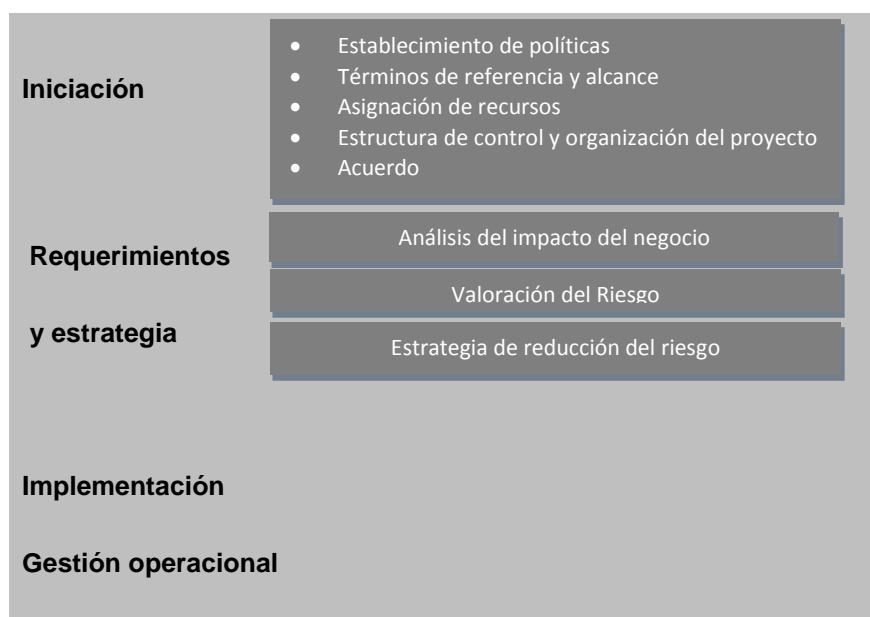 Iniciación
• Establecimiento de políticas
• Términos de referencia y alcance
• Asignación de recursos
• Estructura de control y organización del proyecto
• Acuerdo
Requerimientos
y estrategia
Análisis del impacto del negocio
Valoración del Riesgo
Estrategia de reducción del riesgo
Implementación
Gestión operacional